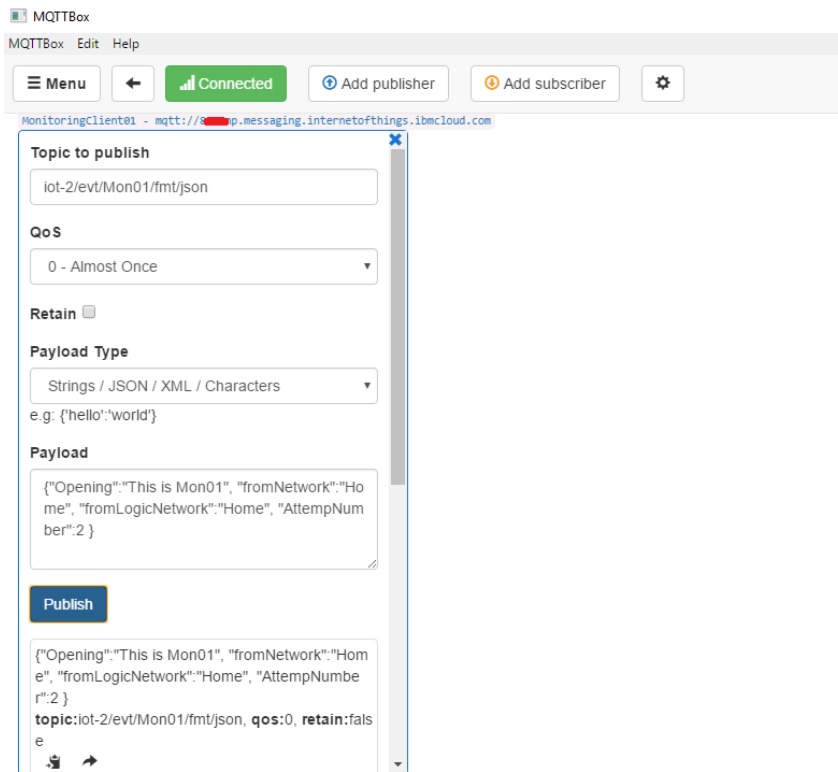 MQTTBox
MQTTBox Edit Help
Menu Connected Add publisher Add subscriber
MonitoringClient01 - mqtt://8 p.messaging.internetofthings.ibmcloud.com
Topic to publish
iot-2/evt/Mon01/fmt/json
QoS
0 - Almost Once
Retain
Payload Type
Strings / JSON / XML / Characters
e.g: {'hello':'world'}
Payload
{"Opening":"This is Mon01", "fromNetwork":"Ho
me", "fromLogicNetwork":"Home", "AttempNum
ber":2 }
Publish
{"Opening":"This is Mon01", "fromNetwork":"Hom
e", "fromLogicNetwork":"Home", "AttempNumbe
r":2 }
topic:iot-2/evt/Mon01/fmt/json, qos:0, retain:fals
e